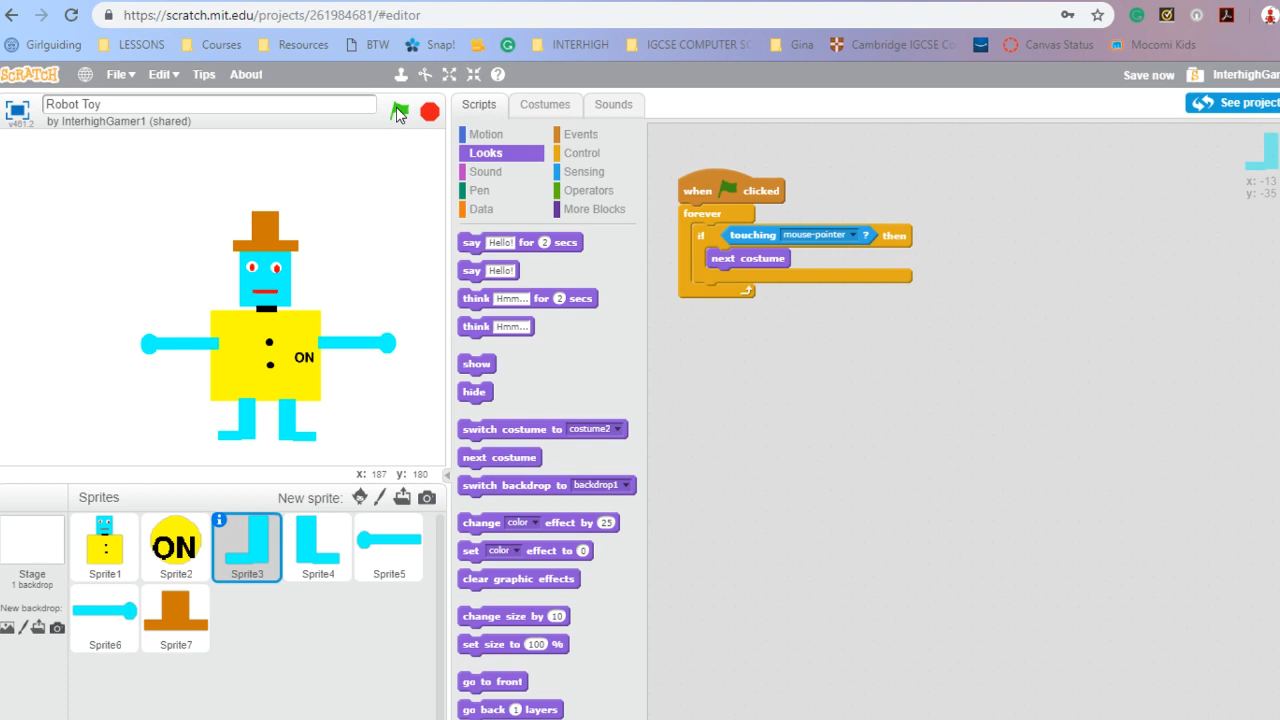 https://scratch.mit.edu/projects/261984681/#editor
Girlguiding LESSONS Courses Resources BTW Snap! INTERHIGH IGCSE COMPUTER SC Gina Cambridge IGCSE Co Canvas Status Mocomi Kids
SCRATCH File Edit Tips About Save now InterhighGam
Robot Toy
v461.2 by InterhighGamer1 (shared)
Scripts Costumes Sounds
See project
Motion Events
Looks Control
Sound Sensing
Pen Operators
Data More Blocks
say Hello! for 2 secs
say Hello!
think Hmm... for 2 secs
think Hmm...
show
hide
switch costume to costume2
next costume
switch backdrop to backdrop1
change color effect by 25
set color effect to 0
clear graphic effects
change size by 10
set size to 100 %
go to front
go back 1 layers
when clicked
forever
if touching mouse-pointer ? then
next costume
x: -13
y: -35
ON
x: 187 y: 180
Sprites New sprite:
ON
Stage
1 backdrop
Sprite1 Sprite2 Sprite3 Sprite4 Sprite5
New backdrop:
Sprite6 Sprite7